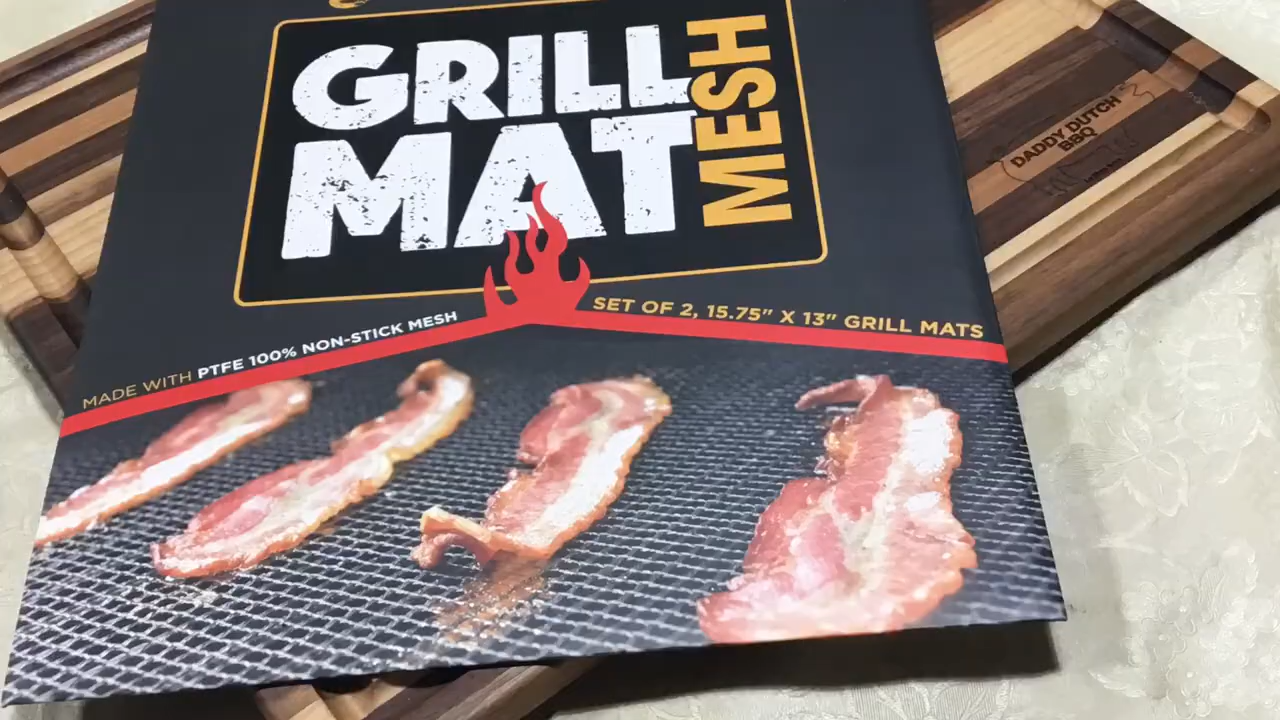 GRILL
MAT
MESH
MADE WITH PTFE 100% NON-STICK MESH
SET OF 2, 15.75" X 13" GRILL MATS
DADDY DUTCH
BBQ